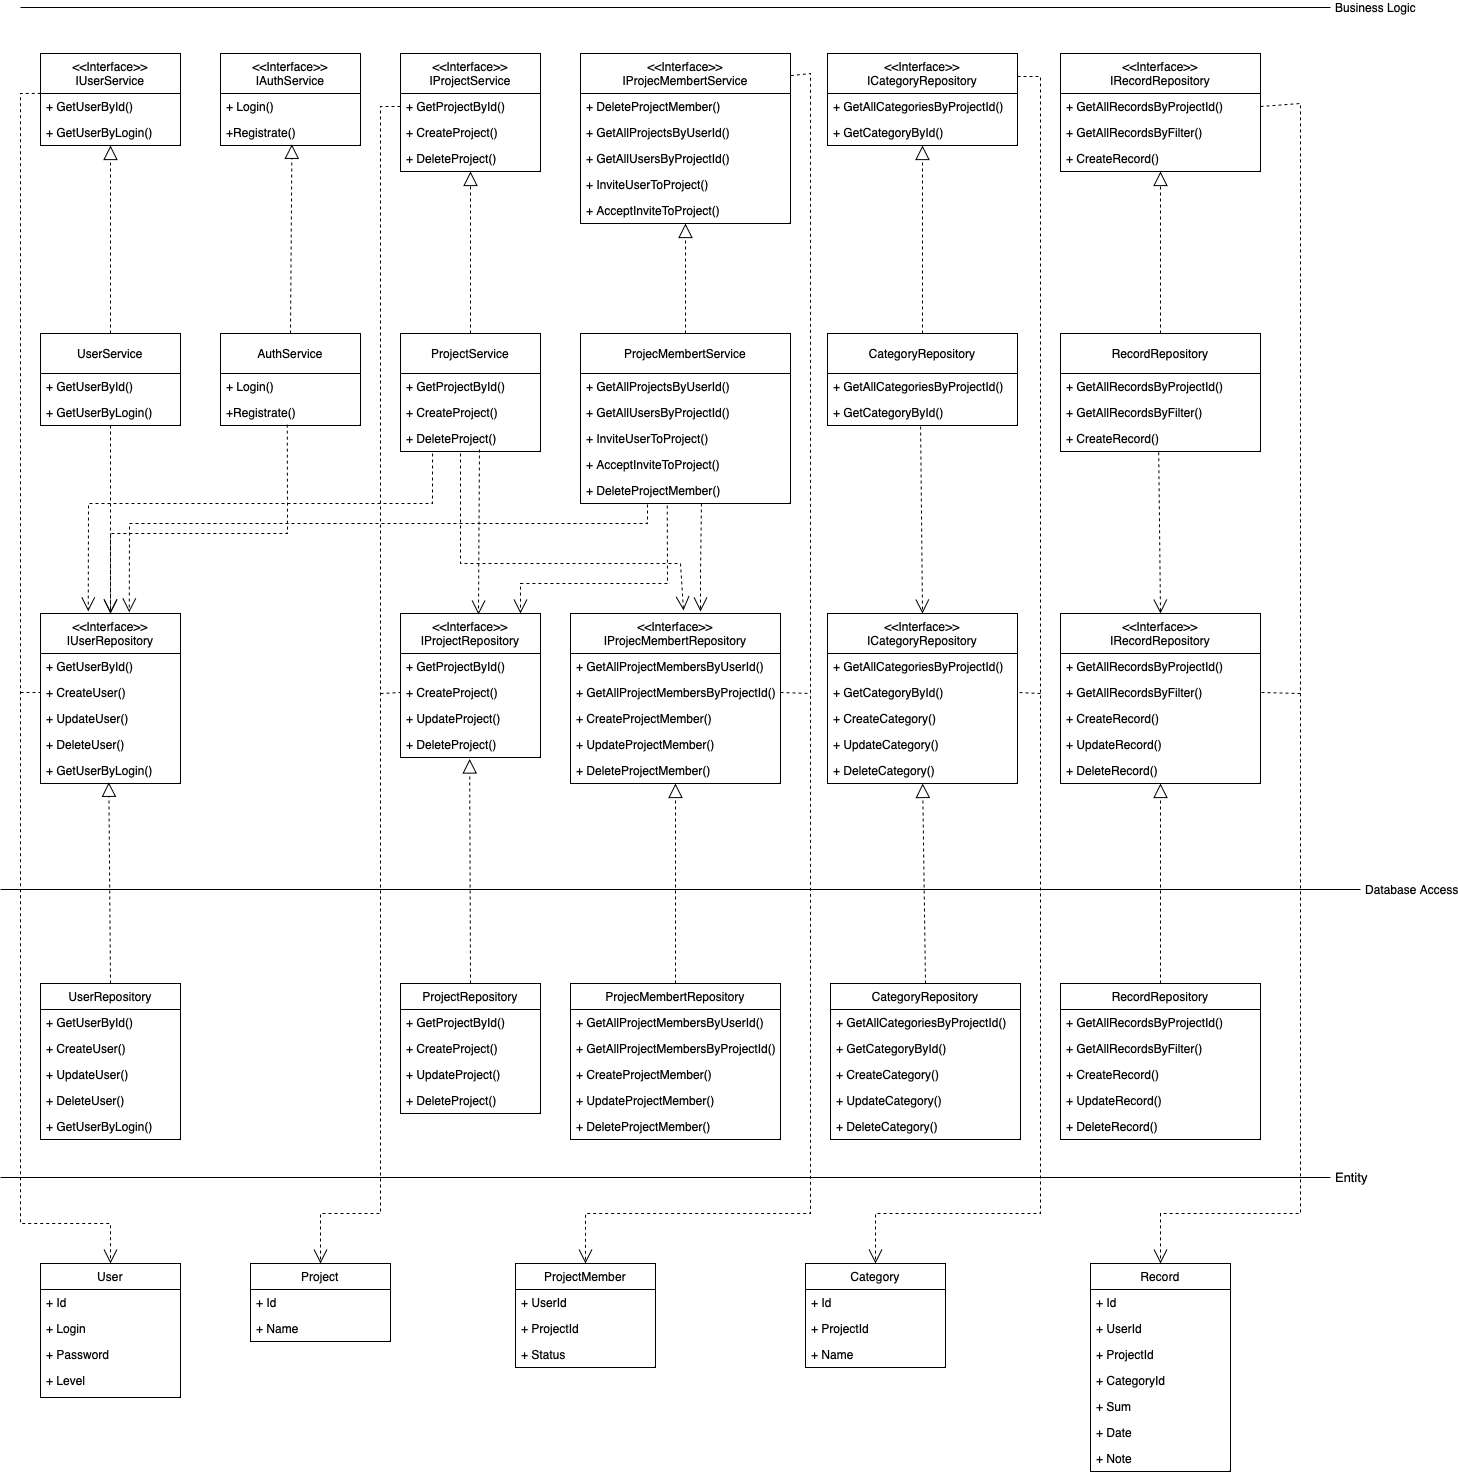 Business Logic
<<Interface>>
IUserService
+ GetUserById()
+ GetUserByLogin()
<<Interface>>
IAuthService
+ Login()
+Registrate()
<<Interface>>
IProjectService
+ GetProjectById()
+ CreateProject()
+ DeleteProject()
<<Interface>>
IProjecMembertService
+ DeleteProjectMember()
+ GetAllProjectsByUserId()
+ GetAllUsersByProjectId()
+ InviteUserToProject()
+ AcceptInviteToProject()
<<Interface>>
ICategoryRepository
+ GetAllCategoriesByProjectId()
+ GetCategoryById()
<<Interface>>
IRecordRepository
+ GetAllRecordsByProjectId()
+ GetAllRecordsByFilter()
+ CreateRecord()
UserService
+ GetUserById()
+ GetUserByLogin()
AuthService
+ Login()
+Registrate()
ProjectService
+ GetProjectById()
+ CreateProject()
+ DeleteProject()
ProjecMembertService
+ GetAllProjectsByUserId()
+ GetAllUsersByProjectId()
+ InviteUserToProject()
+ AcceptInviteToProject()
+ DeleteProjectMember()
CategoryRepository
+ GetAllCategoriesByProjectId()
+ GetCategoryById()
RecordRepository
+ GetAllRecordsByProjectId()
+ GetAllRecordsByFilter()
+ CreateRecord()
<<Interface>>
IUserRepository
+ GetUserById()
+ CreateUser()
+ UpdateUser()
+ DeleteUser()
+ GetUserByLogin()
<<Interface>>
IProjectRepository
+ GetProjectById()
+ CreateProject()
+ UpdateProject()
+ DeleteProject()
<<Interface>>
IProjecMembertRepository
+ GetAllProjectMembersByUserId()
+ GetAllProjectMembersByProjectId()
+ CreateProjectMember()
+ UpdateProjectMember()
+ DeleteProjectMember()
<<Interface>>
ICategoryRepository
+ GetAllCategoriesByProjectId()
+ GetCategoryById()
+ CreateCategory()
+ UpdateCategory()
+ DeleteCategory()
<<Interface>>
IRecordRepository
+ GetAllRecordsByProjectId()
+ GetAllRecordsByFilter()
+ CreateRecord()
+ UpdateRecord()
+ DeleteRecord()
Database Access
UserRepository
+ GetUserById()
+ CreateUser()
+ UpdateUser()
+ DeleteUser()
+ GetUserByLogin()
ProjectRepository
+ GetProjectById()
+ CreateProject()
+ UpdateProject()
+ DeleteProject()
ProjecMembertRepository
+ GetAllProjectMembersByUserId()
+ GetAllProjectMembersByProjectId()
+ CreateProjectMember()
+ UpdateProjectMember()
+ DeleteProjectMember()
CategoryRepository
+ GetAllCategoriesByProjectId()
+ GetCategoryById()
+ CreateCategory()
+ UpdateCategory()
+ DeleteCategory()
RecordRepository
+ GetAllRecordsByProjectId()
+ GetAllRecordsByFilter()
+ CreateRecord()
+ UpdateRecord()
+ DeleteRecord()
Entity
User
+ Id
+ Login
+ Password
+ Level
Project
+ Id
+ Name
ProjectMember
+ UserId
+ ProjectId
+ Status
Category
+ Id
+ ProjectId
+ Name
Record
+ Id
+ UserId
+ ProjectId
+ CategoryId
+ Sum
+ Date
+ Note